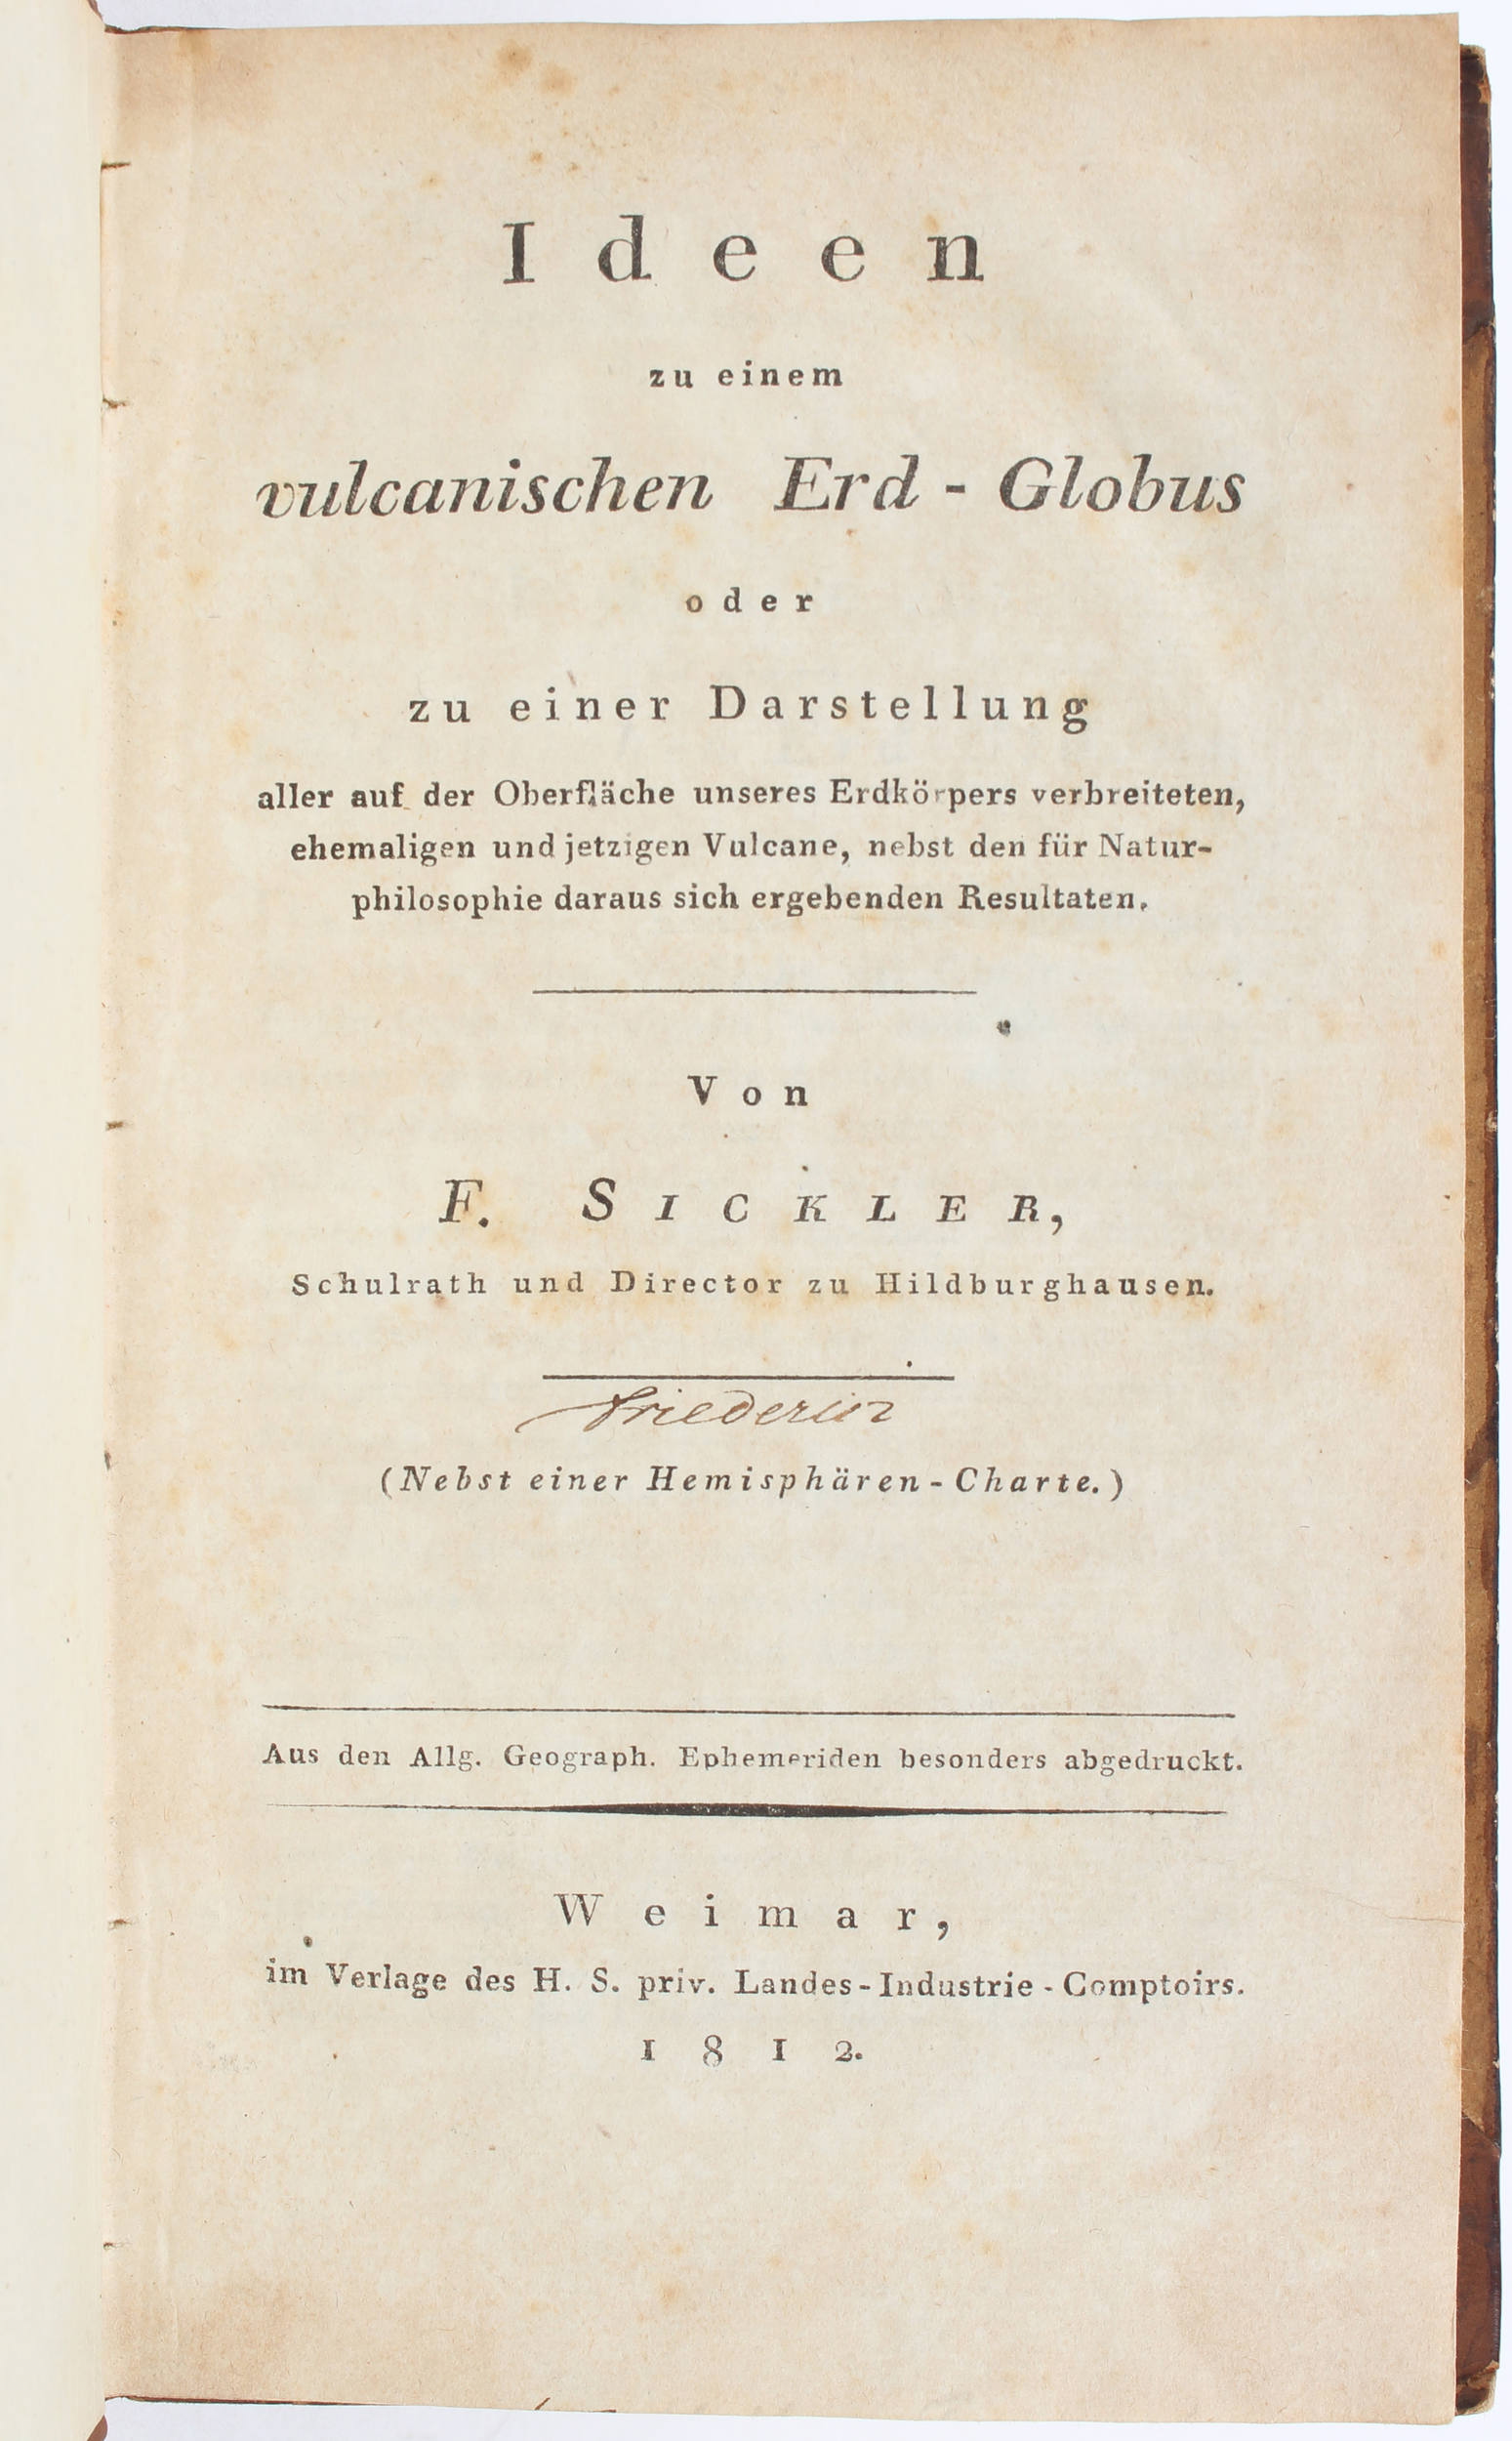 Ideen
zu einem
vulcanischen Erd-Globus
oder
zu einer Darstellung
aller auf der Oberfläche unseres Erdkörpers verbreiteten,
ehemaligen und jetzigen Vulcane, nebst den für Natur-
philosophie daraus sich ergebenden Resultaten.
Von
F. SICKLER,
Schulrath und Director zu Hildburghausen.
(Nebst einer Hemisphären-Charte.)
Aus den Allg. Geograph. Ephemeriden besonders abgedruckt.
Weimar,
im Verlage des H. S. priv. Landes-Industrie-Comptoirs.
1812.